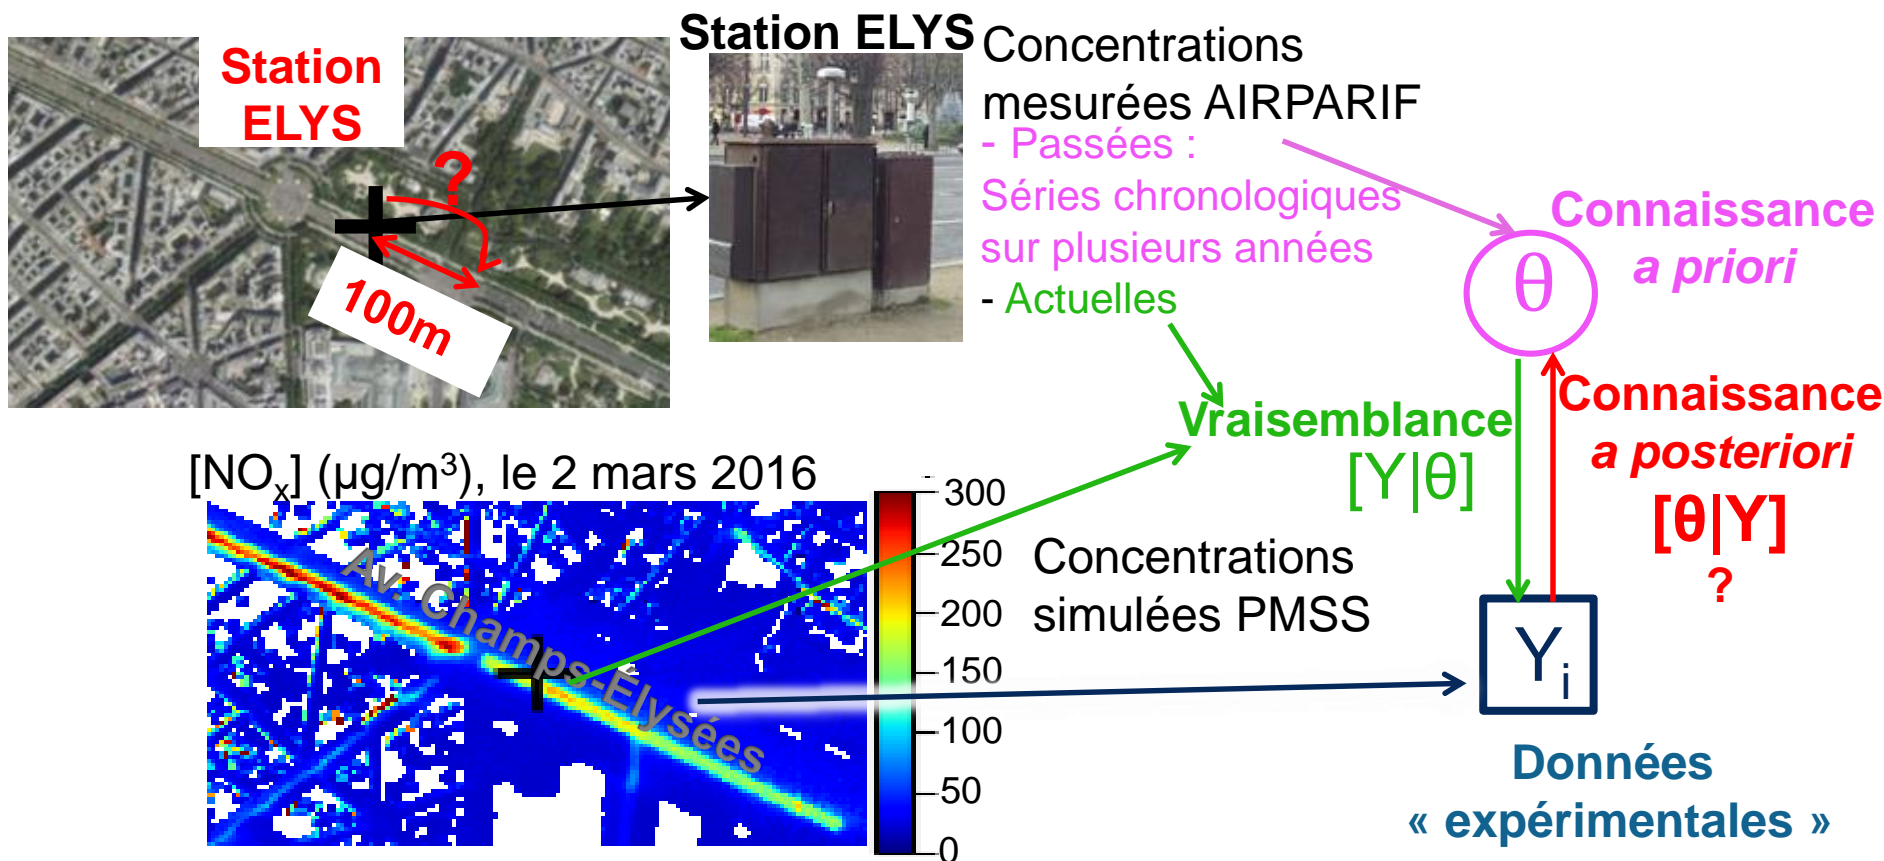 Station
ELYS
?
100m
Station ELYS
Concentrations
mesurées AIRPARIF
- Passées :
Séries chronologiques
sur plusieurs années
- Actuelles
Connaissance
a priori
θ
Vraisemblance
[Y|θ]
Connaissance
a posteriori
[θ|Y]
?
[NOx] (µg/m³), le 2 mars 2016
Av. Champs-Élysées
300
250
200
150
100
50
0
Concentrations
simulées PMSS
Yi
Données
« expérimentales »